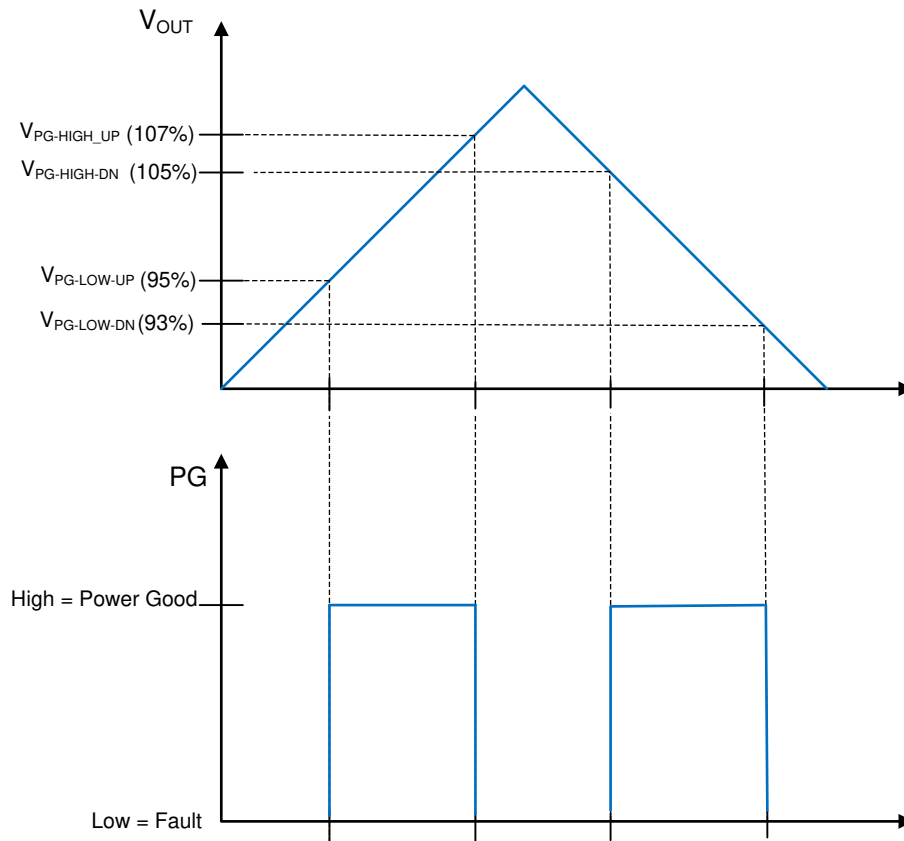 VOUT
VPG-HIGH_UP (107%)
VPG-HIGH-DN (105%)
VPG-LOW-UP (95%)
VPG-LOW-DN (93%)
PG
High = Power Good
Low = Fault